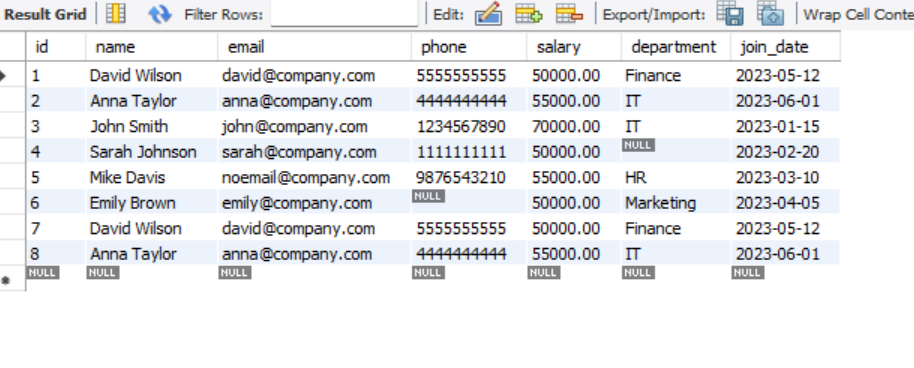 Result Grid Filter Rows: Edit: Export/Import: Wrap Cell Conte
id name email phone salary department join_date
1 David Wilson david@company.com 5555555555 50000.00 Finance 2023-05-12
2 Anna Taylor anna@company.com 4444444444 55000.00 IT 2023-06-01
3 John Smith john@company.com 1234567890 70000.00 IT 2023-01-15
4 Sarah Johnson sarah@company.com 1111111111 50000.00 NULL 2023-02-20
5 Mike Davis noemail@company.com 9876543210 55000.00 HR 2023-03-10
6 Emily Brown emily@company.com NULL 50000.00 Marketing 2023-04-05
7 David Wilson david@company.com 5555555555 50000.00 Finance 2023-05-12
8 Anna Taylor anna@company.com 4444444444 55000.00 IT 2023-06-01
NULL NULL NULL NULL NULL NULL NULL